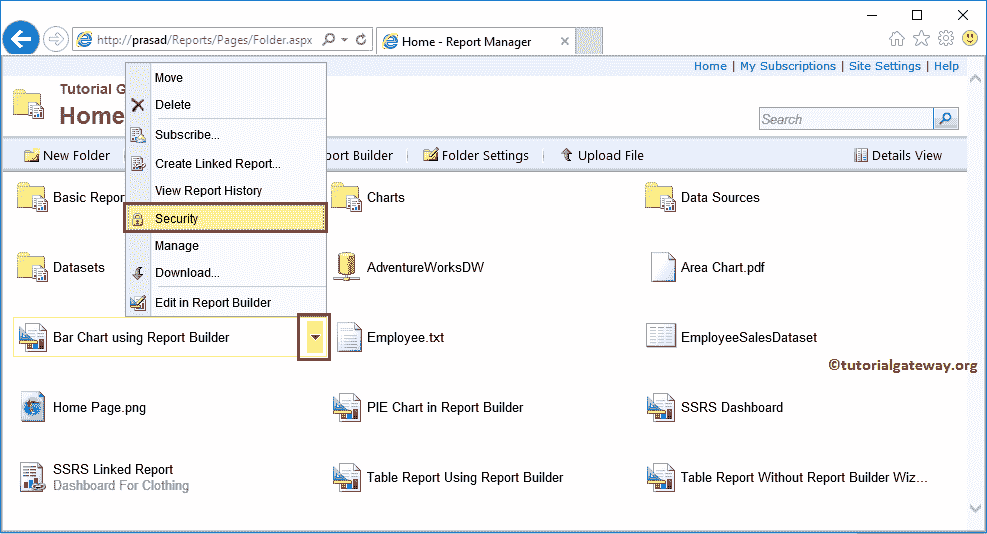 http://prasad/Reports/Pages/Folder.aspx
Home - Report Manager
Home | My Subscriptions | Site Settings | Help
Tutorial G
Home
Search
New Folder
port Builder
Folder Settings
Upload File
Details View
Move
Delete
Subscribe...
Create Linked Report...
View Report History
Security
Manage
Download...
Edit in Report Builder
Basic Repor
Charts
Data Sources
Datasets
AdventureWorksDW
Area Chart.pdf
Bar Chart using Report Builder
Employee.txt
EmployeeSalesDataset
©tutorialgateway.org
Home Page.png
PIE Chart in Report Builder
SSRS Dashboard
SSRS Linked Report
Dashboard For Clothing
Table Report Using Report Builder
Table Report Without Report Builder Wiz...